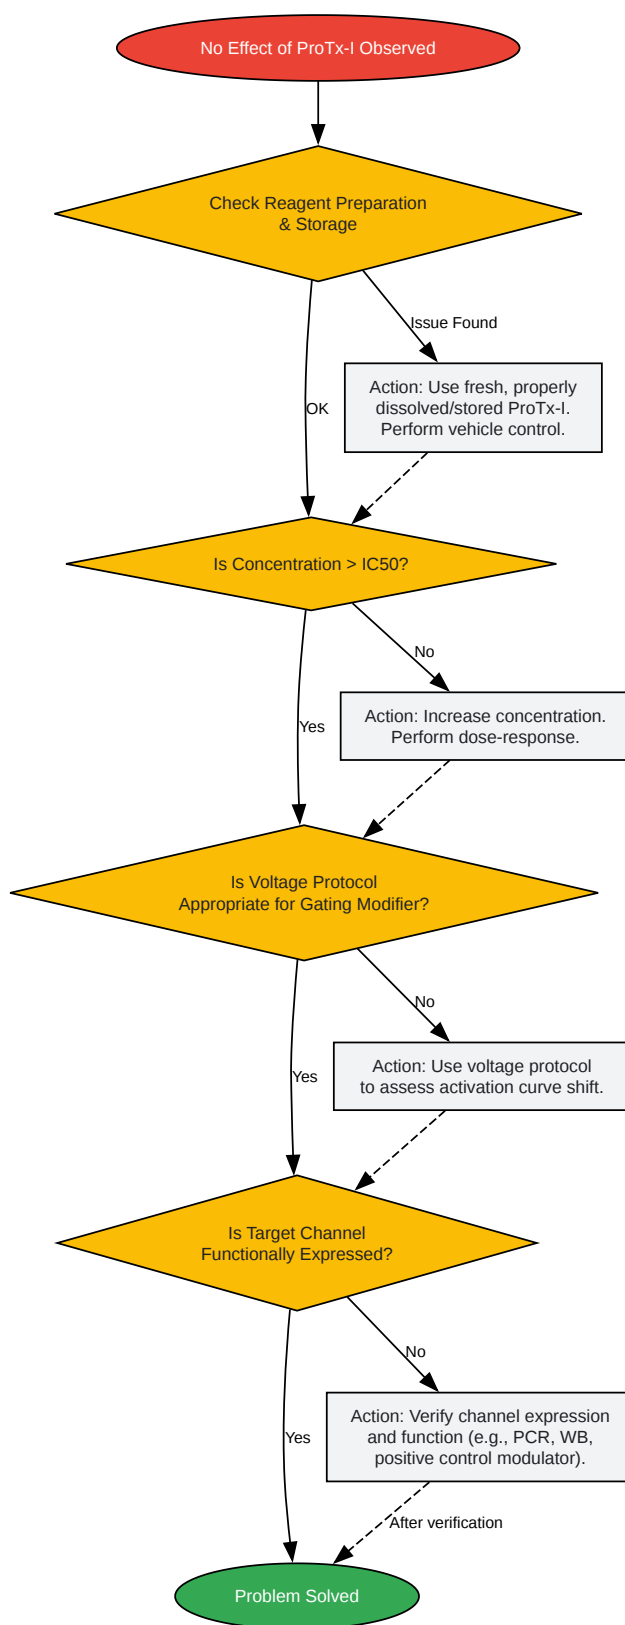 No Effect of ProTx-I Observed
Check Reagent Preparation
& Storage
Issue Found
Action: Use fresh, properly
dissolved/stored ProTx-I.
Perform vehicle control.
OK
Is Concentration > IC50?
No
Action: Increase concentration.
Perform dose-response.
Yes
Is Voltage Protocol
Appropriate for Gating Modifier?
No
Action: Use voltage protocol
to assess activation curve shift.
Yes
Is Target Channel
Functionally Expressed?
No
Action: Verify channel expression
and function (e.g., PCR, WB,
positive control modulator).
Yes
After verification
Problem Solved